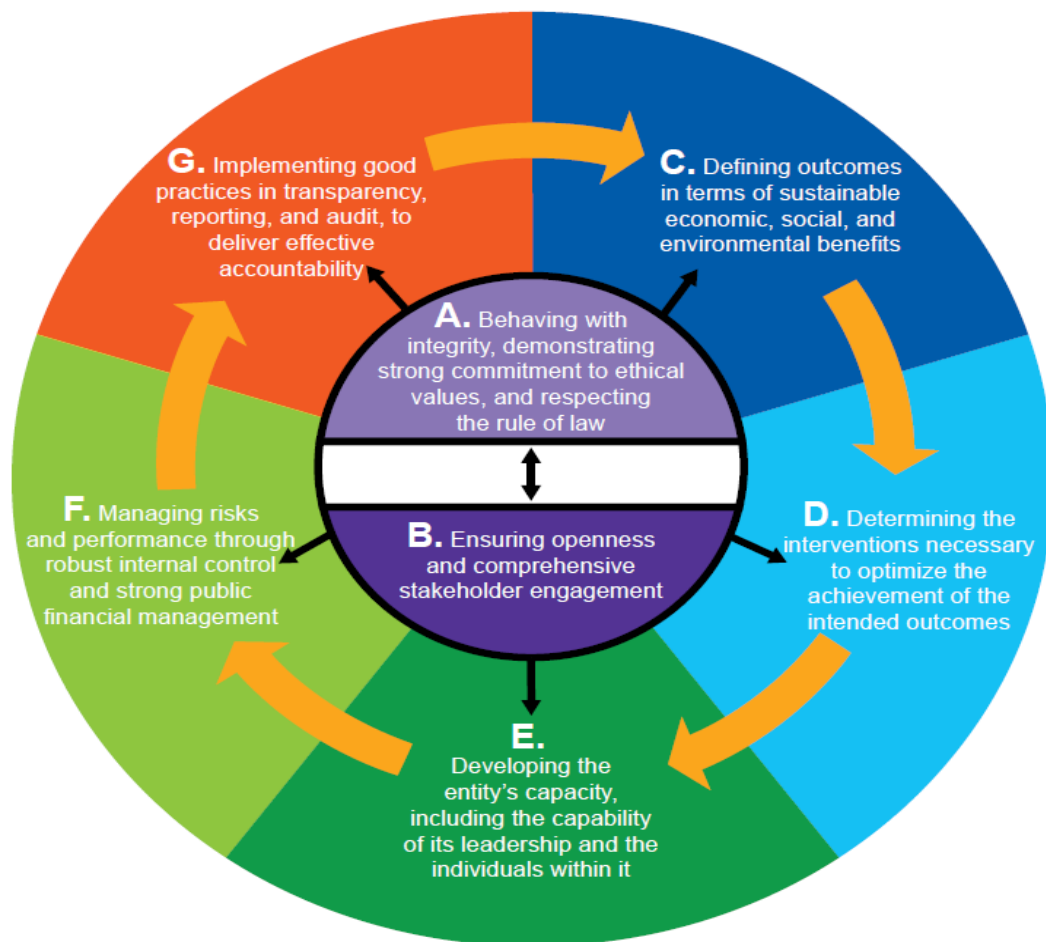 G. Implementing good
practices in transparency,
reporting, and audit, to
deliver effective
accountability
C. Defining outcomes
in terms of sustainable
economic, social, and
environmental benefits
A. Behaving with
integrity, demonstrating
strong commitment to ethical
values, and respecting
the rule of law
B. Ensuring openness
and comprehensive
stakeholder engagement
F. Managing risks
and performance through
robust internal control
and strong public
financial management
D. Determining the
interventions necessary
to optimize the
achievement of the
intended outcomes
E.
Developing the
entity's capacity,
including the capability
of its leadership and the
individuals within it